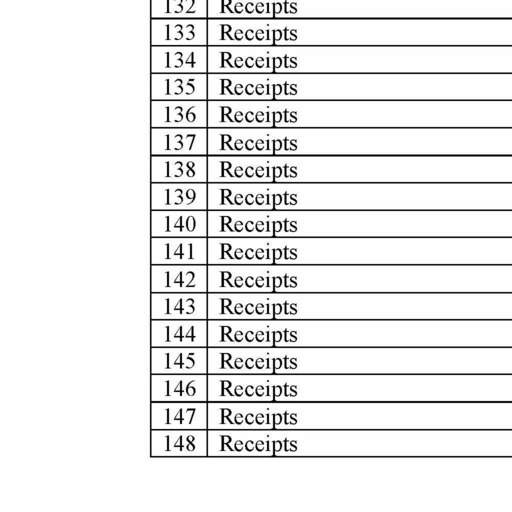 132 Receipts
133 Receipts
134 Receipts
135 Receipts
136 Receipts
137 Receipts
138 Receipts
139 Receipts
140 Receipts
141 Receipts
142 Receipts
143 Receipts
144 Receipts
145 Receipts
146 Receipts
147 Receipts
148 Receipts